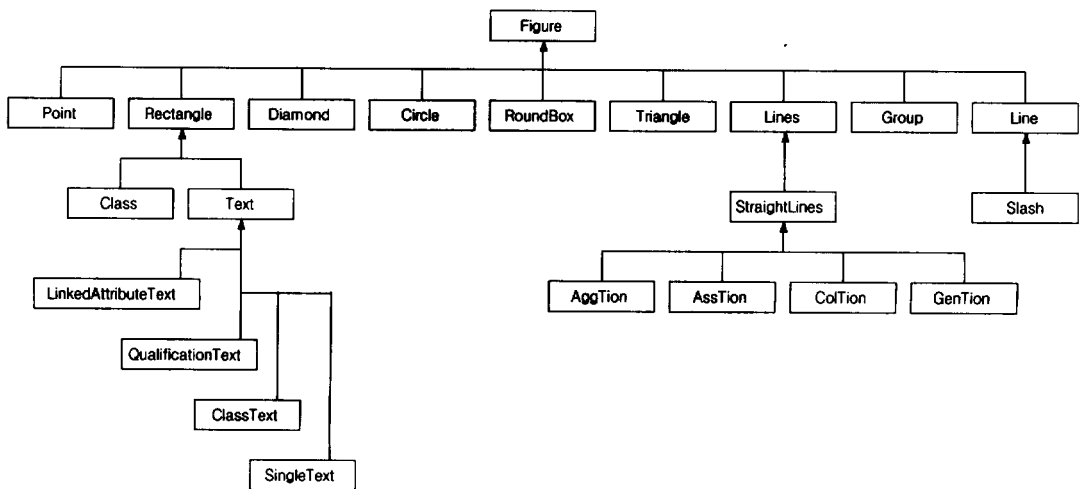 Figure
Point Rectangle Diamond Circle RoundBox Triangle Lines Group Line
Class Text StraightLines Slash
LinkedAttributeText AggTion AssTion ColTion GenTion
QualificationText
ClassText
SingleText